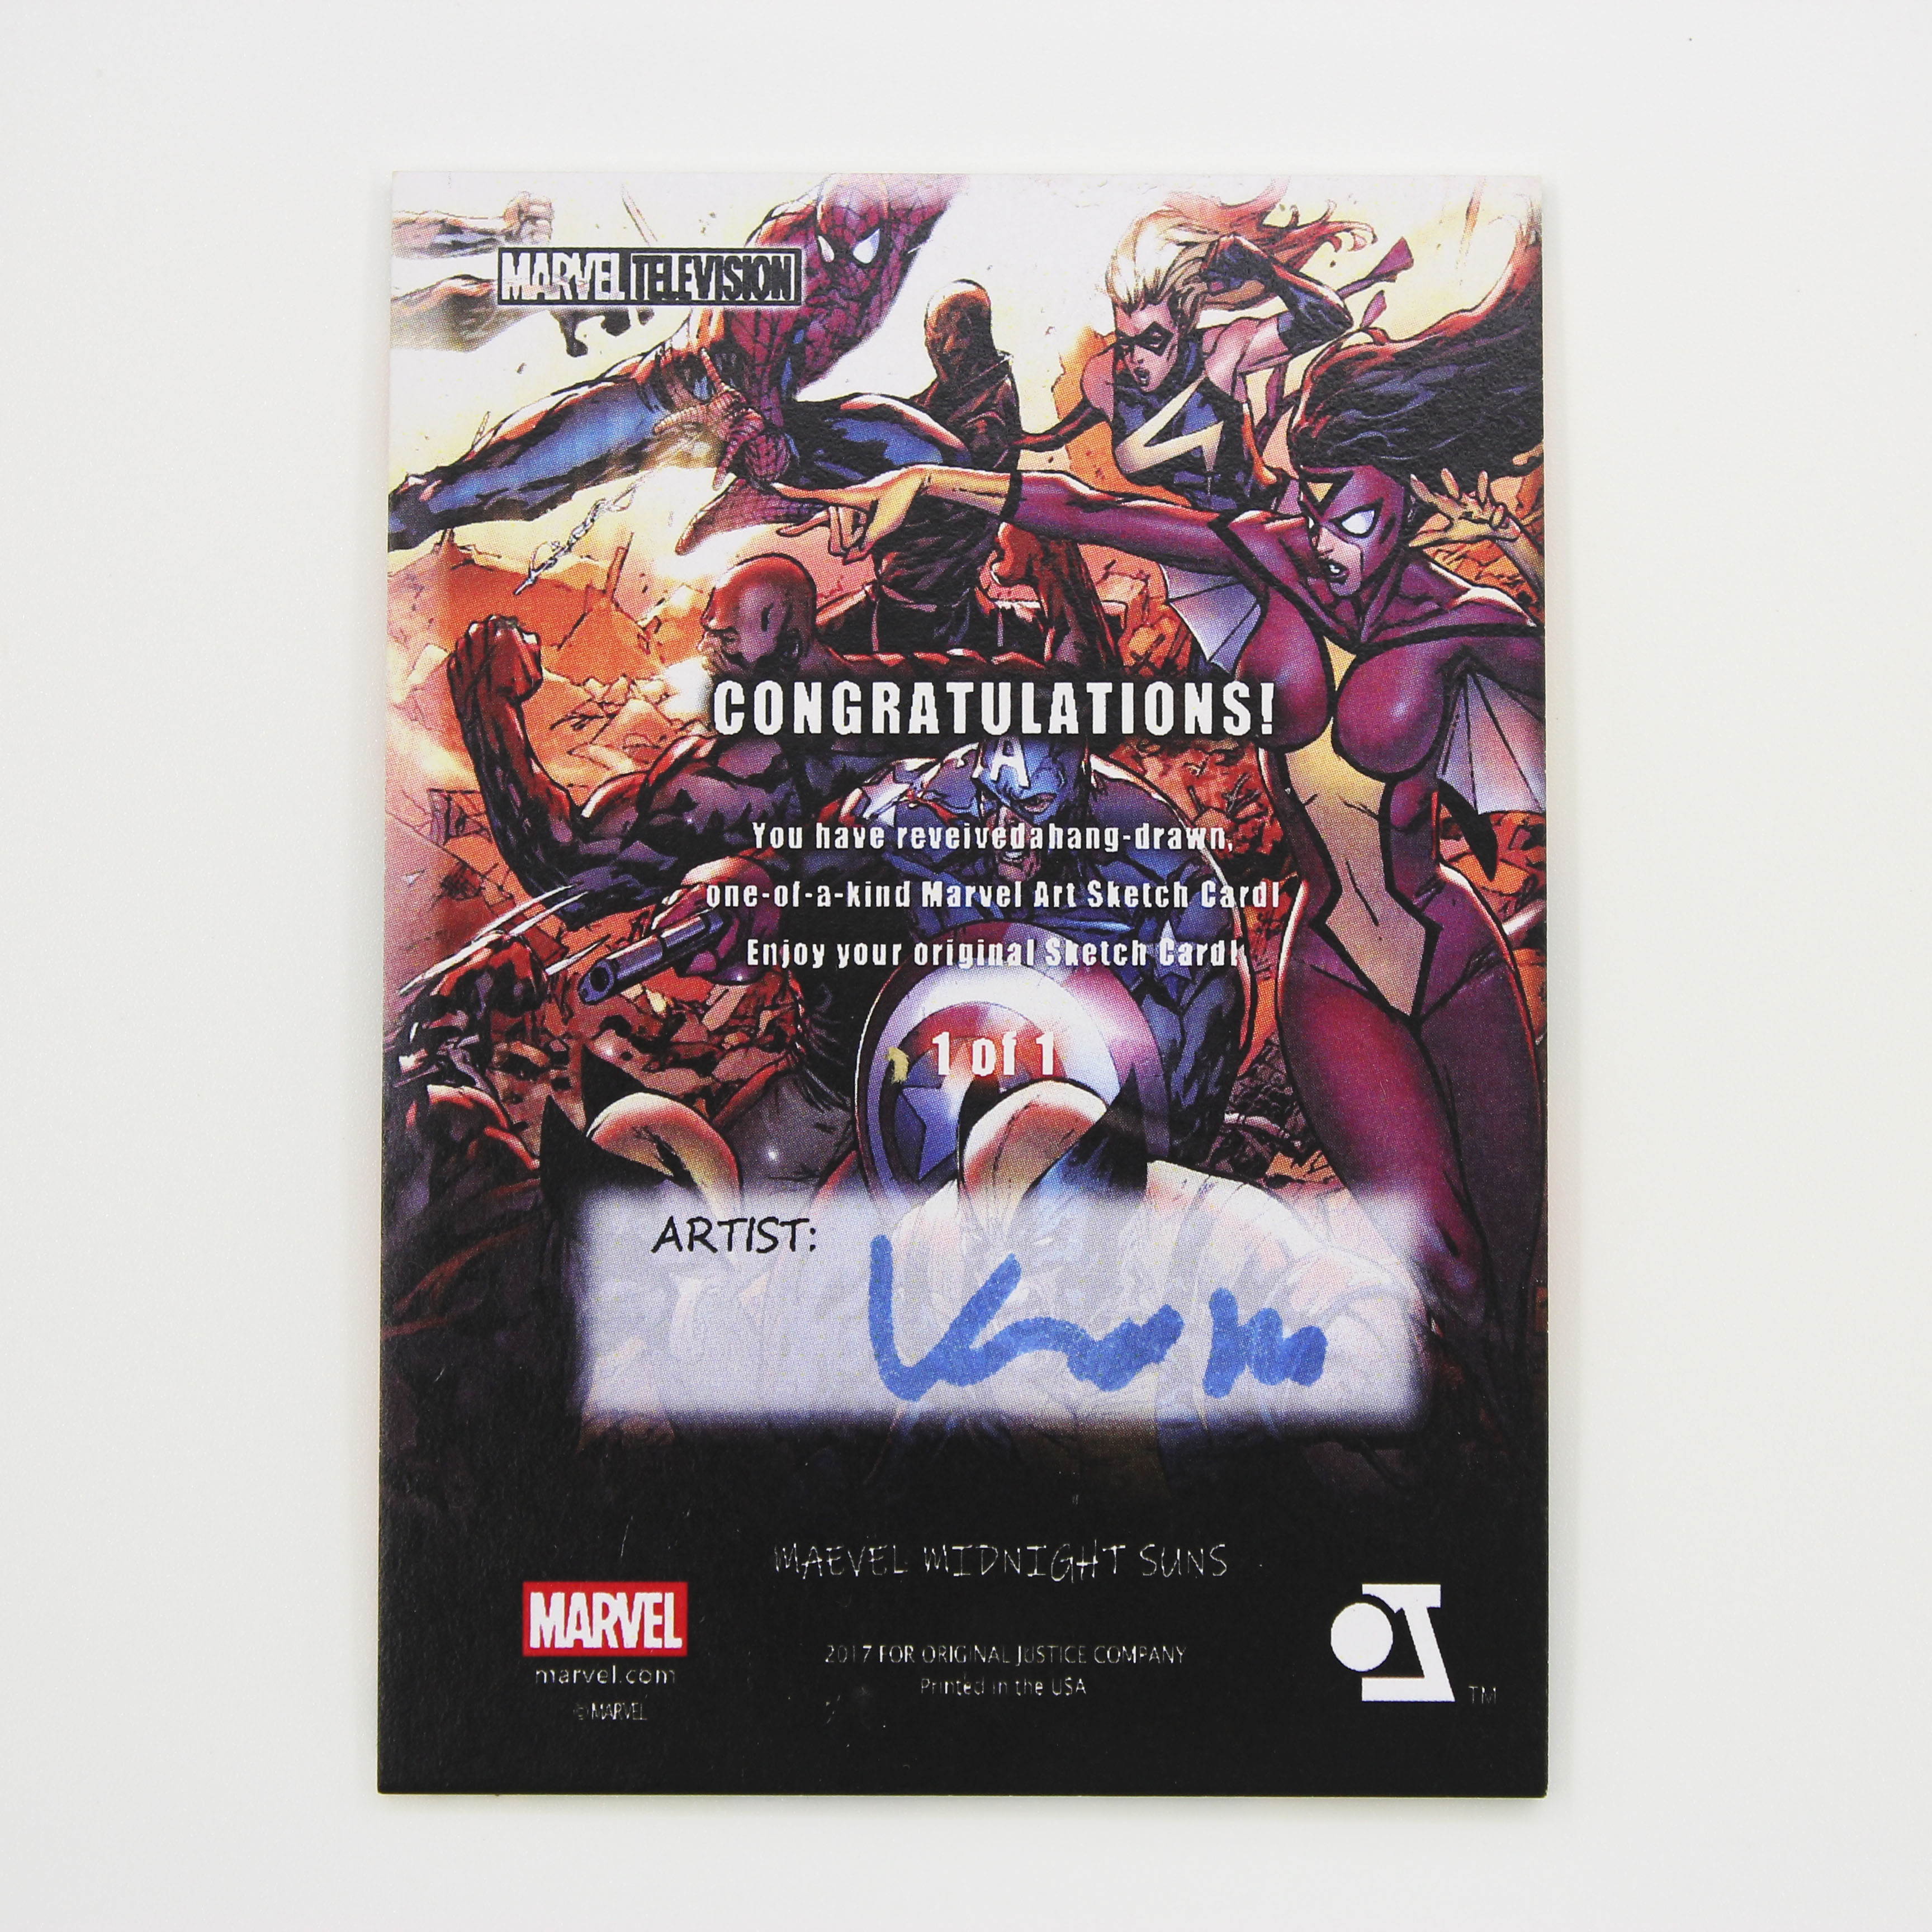 MARVEL TELEVISION
CONGRATULATIONS!
You have reveivedahang-drawn,
one-of-a-kind Marvel Art Sketch Card!
Enjoy your original Sketch Card!
1 of 1
ARTIST:
MAEVEL MIDNIGHT SUNS
MARVEL
marvel.com
© MARVEL
2017 FOR ORIGINAL JUSTICE COMPANY
Printed in the USA
TM